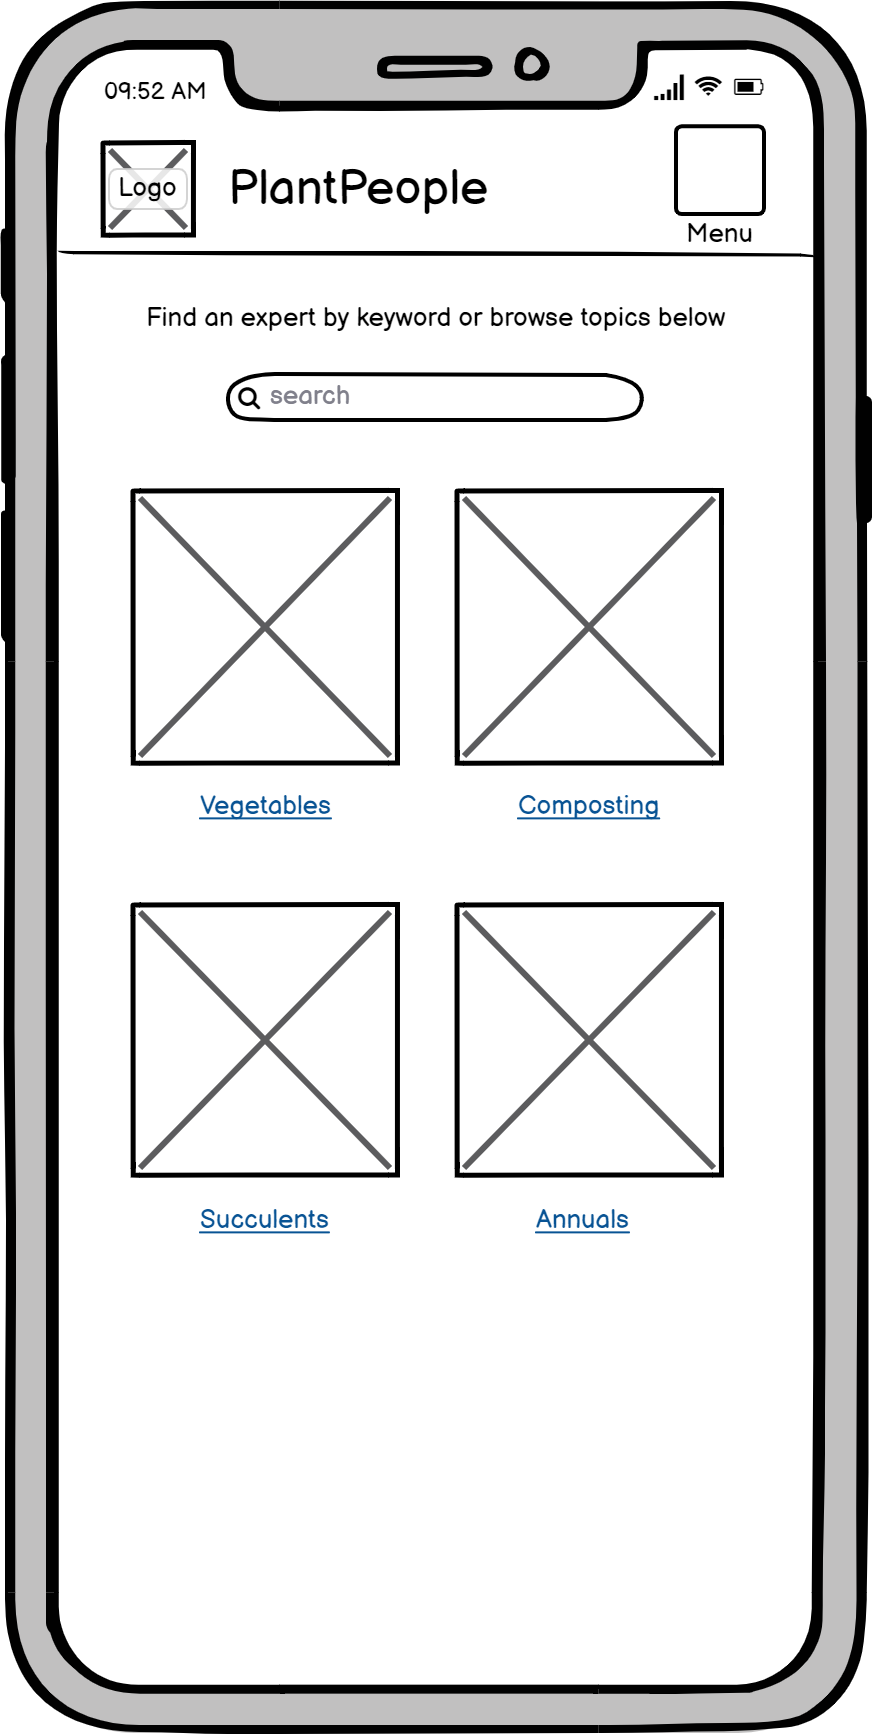 09:52 AM
Logo
PlantPeople
Menu
Find an expert by keyword or browse topics below
search
Vegetables
Composting
Succulents
Annuals